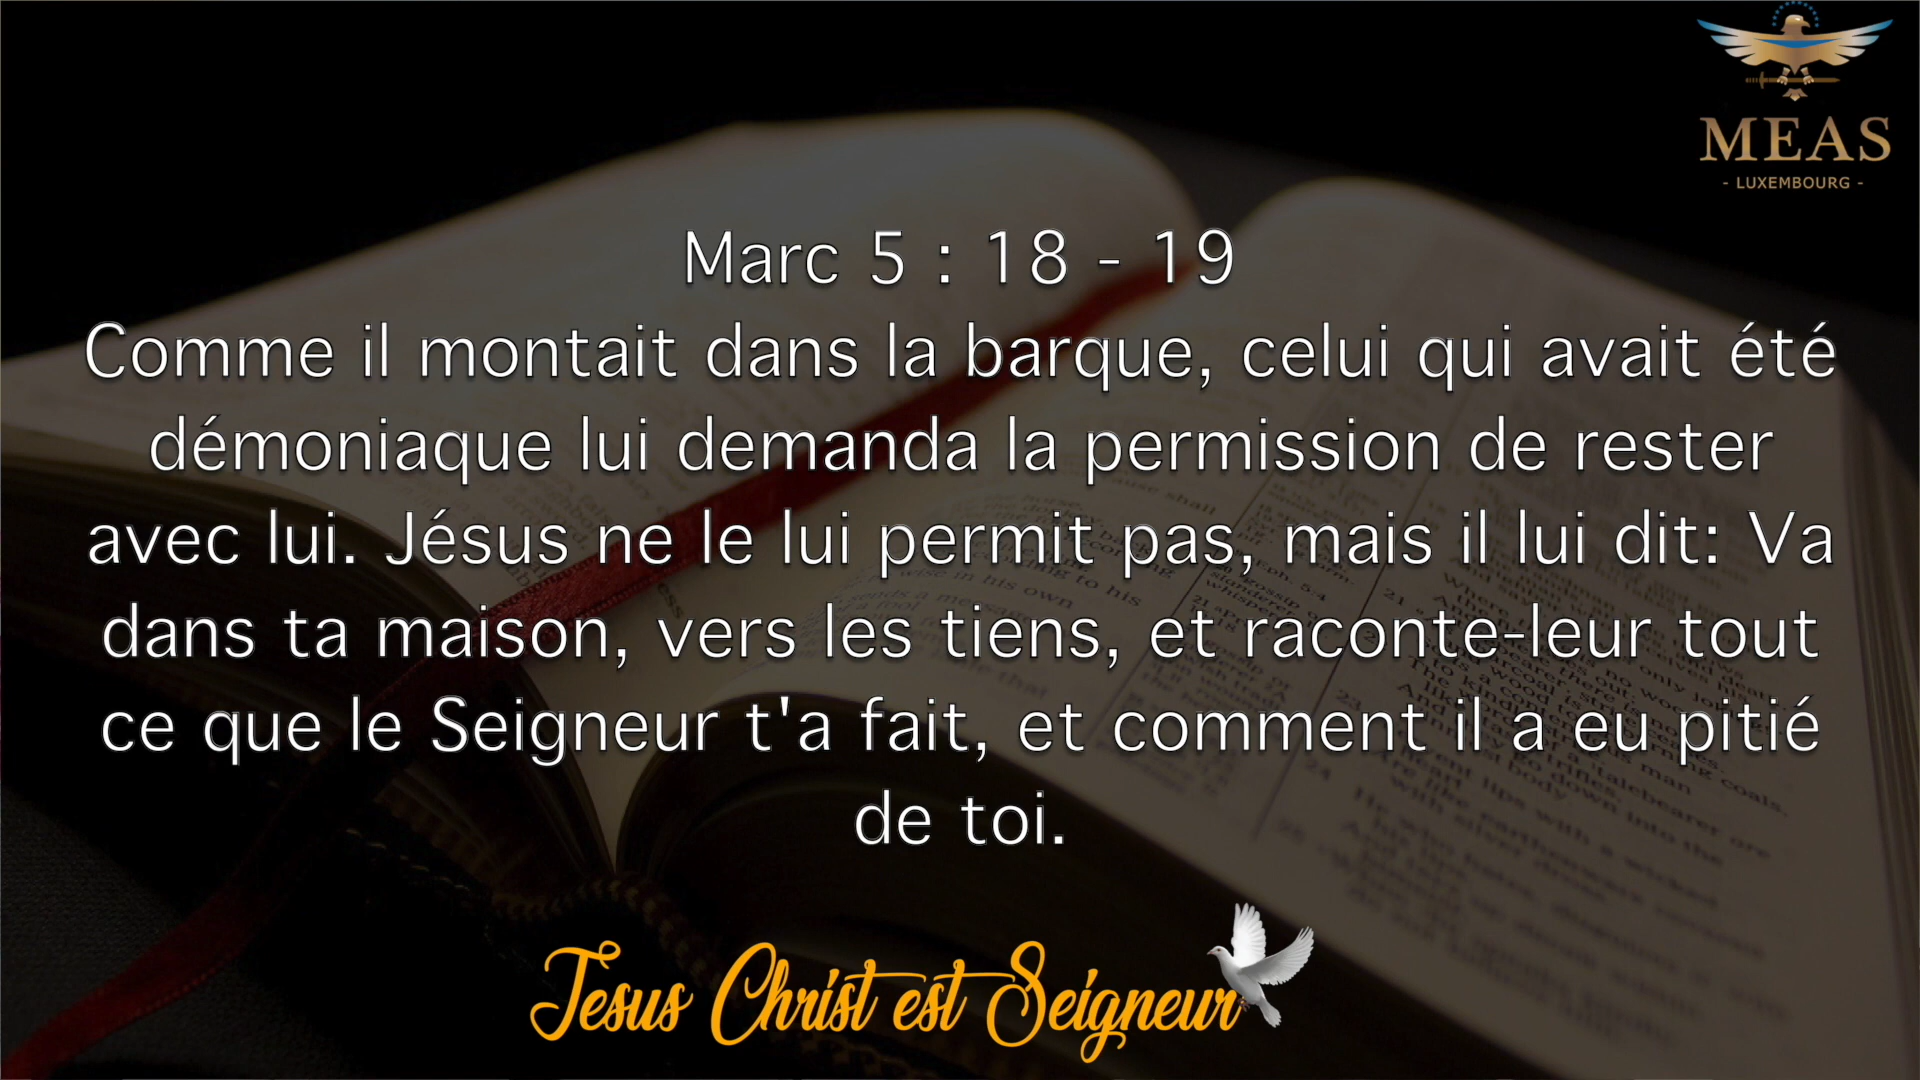 MEAS
- LUXEMBOURG -
Marc 5 : 18 - 19
Comme il montait dans la barque, celui qui avait été
démoniaque lui demanda la permission de rester
avec lui. Jésus ne le lui permit pas, mais il lui dit: Va
dans ta maison, vers les tiens, et raconte-leur tout
ce que le Seigneur t'a fait, et comment il a eu pitié
de toi.
Jésus Christ est Seigneur